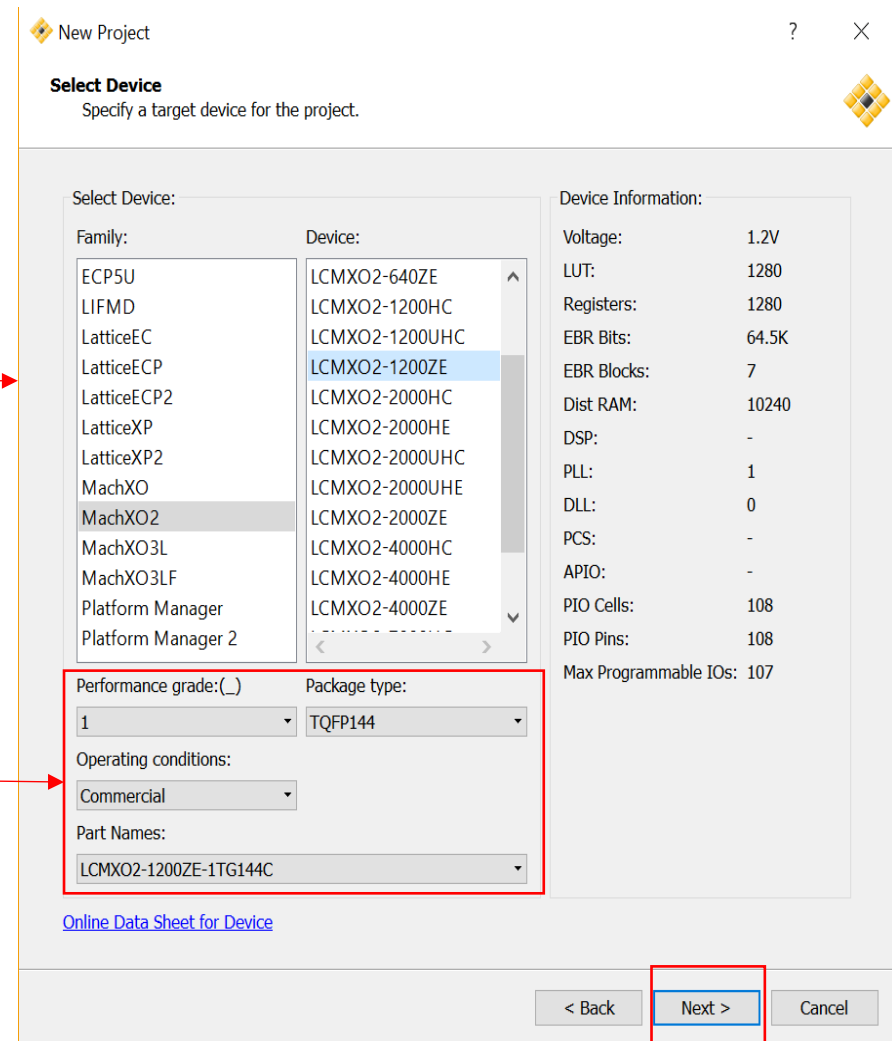 New Project
?
Select Device
Specify a target device for the project.
Select Device:
Family:
Device:
ECP5U
LIFMD
LatticeEC
LatticeECP
LatticeECP2
LatticeXP
LatticeXP2
MachXO
MachXO2
MachXO3L
MachXO3LF
Platform Manager
Platform Manager 2
LCMXO2-640ZE
LCMXO2-1200HC
LCMXO2-1200UHC
LCMXO2-1200ZE
LCMXO2-2000HC
LCMXO2-2000HE
LCMXO2-2000UHC
LCMXO2-2000UHE
LCMXO2-2000ZE
LCMXO2-4000HC
LCMXO2-4000HE
LCMXO2-4000ZE
Performance grade:(_)
Package type:
1
TQFP144
Operating conditions:
Commercial
Part Names:
LCMXO2-1200ZE-1TG144C
Online Data Sheet for Device
Device Information:
Voltage: 1.2V
LUT: 1280
Registers: 1280
EBR Bits: 64.5K
EBR Blocks: 7
Dist RAM: 10240
DSP: -
PLL: 1
DLL: 0
PCS: -
APIO: -
PIO Cells: 108
PIO Pins: 108
Max Programmable IOs: 107
< Back
Next >
Cancel